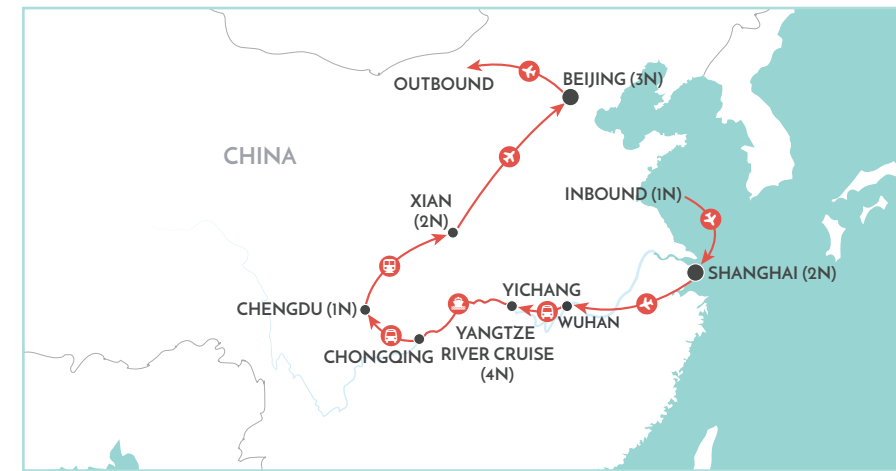 OUTBOUND
BEIJING (3N)
CHINA
INBOUND (1N)
XIAN
(2N)
SHANGHAI (2N)
YICHANG
CHENGDU (1N)
WUHAN
YANGTZE
RIVER CRUISE
(4N)
CHONGQING